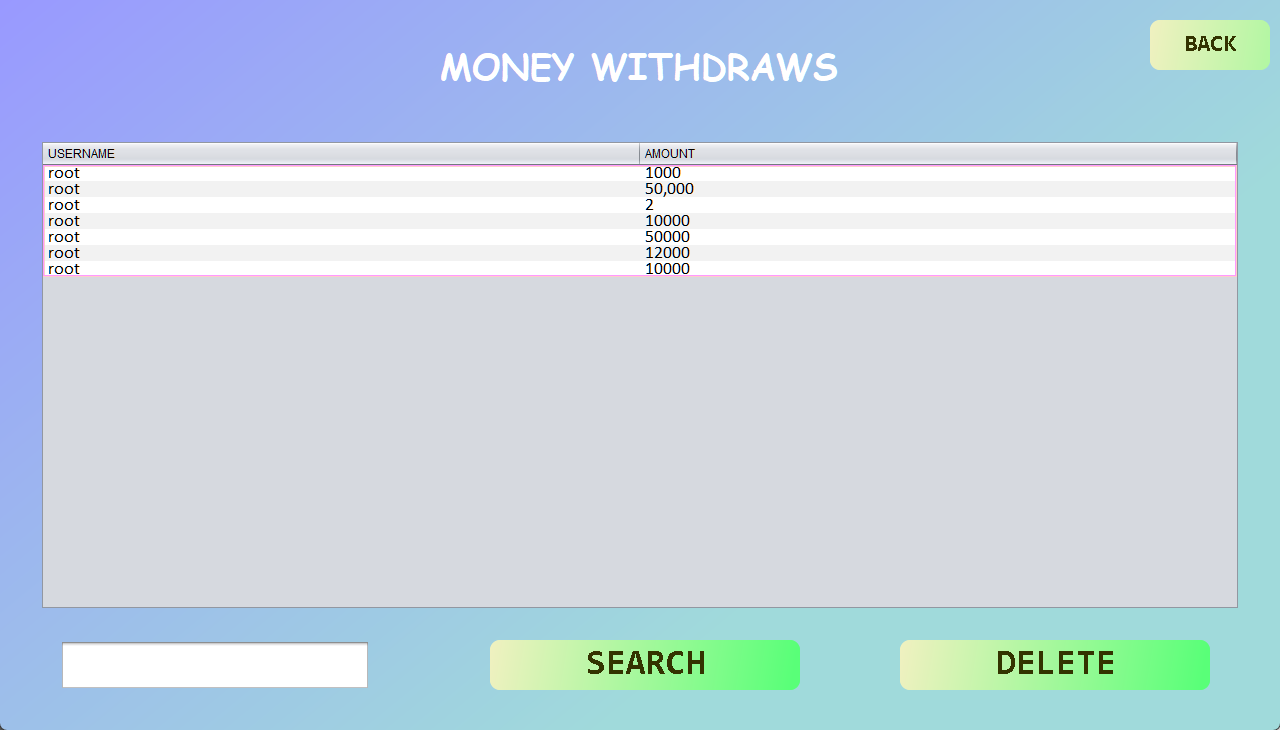 BACK
MONEY WITHDRAWS
USERNAME AMOUNT
root 1000
root 50,000
root 2
root 10000
root 50000
root 12000
root 10000
SEARCH DELETE